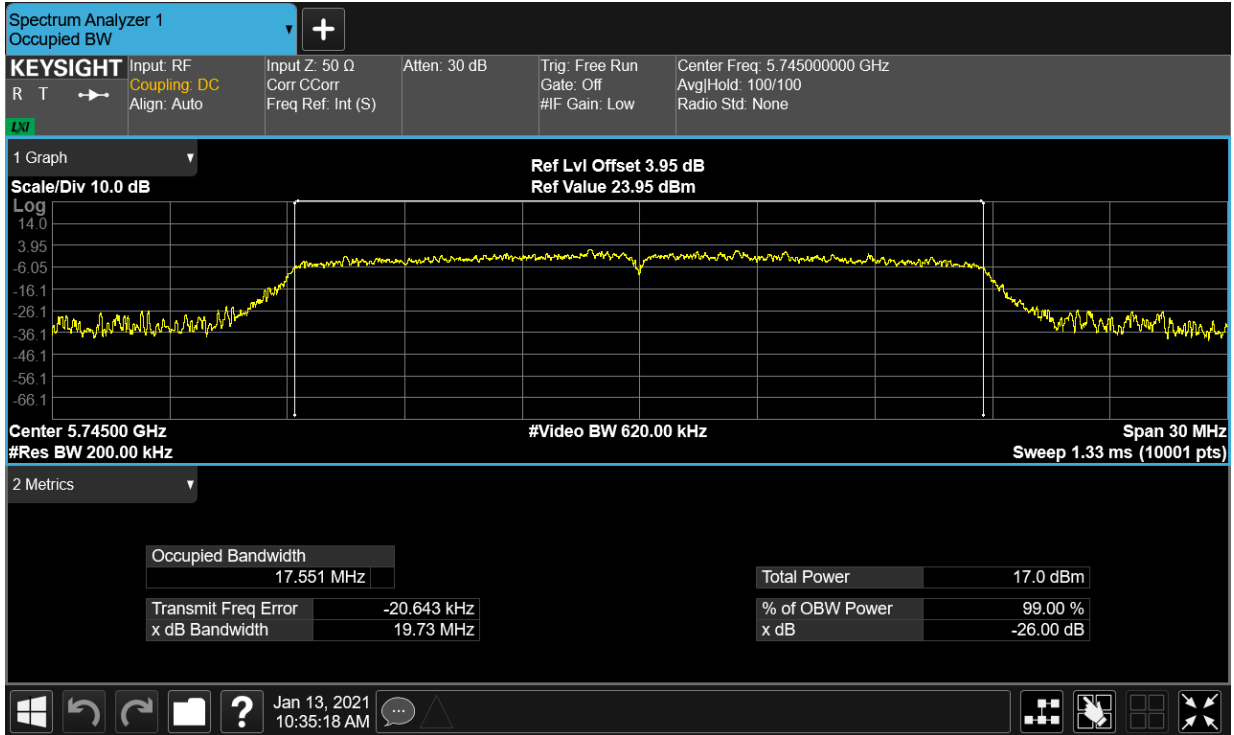 Spectrum Analyzer 1
Occupied BW
KEYSIGHT
R T
LXI
Input: RF
Coupling: DC
Align: Auto
Input Z: 50 Ω
Corr CCorr
Freq Ref: Int (S)
Atten: 30 dB
Trig: Free Run
Gate: Off
#IF Gain: Low
Center Freq: 5.745000000 GHz
Avg|Hold: 100/100
Radio Std: None
1 Graph
Ref Lvl Offset 3.95 dB
Scale/Div 10.0 dB
Ref Value 23.95 dBm
Log
14.0
3.95
-6.05
-16.1
-26.1
-36.1
-46.1
-56.1
-66.1
Center 5.74500 GHz
#Video BW 620.00 kHz
Span 30 MHz
#Res BW 200.00 kHz
Sweep 1.33 ms (10001 pts)
2 Metrics
Occupied Bandwidth
17.551 MHz
Transmit Freq Error -20.643 kHz
x dB Bandwidth 19.73 MHz
Total Power 17.0 dBm
% of OBW Power 99.00 %
x dB -26.00 dB
?
Jan 13, 2021
10:35:18 AM